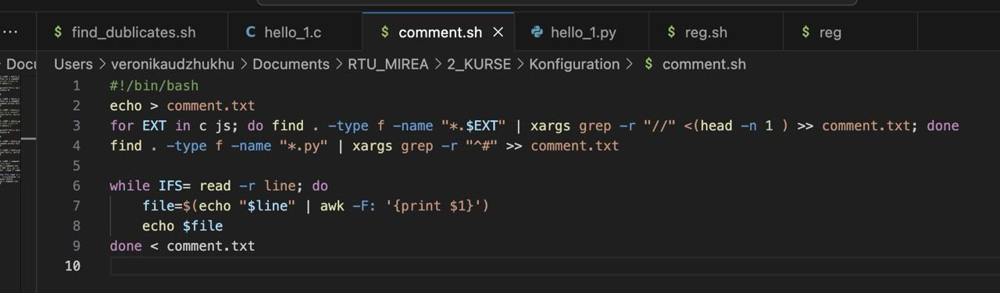 ... $ find_dublicates.sh C hello_1.c $ comment.sh × hello_1.py $ reg.sh $ reg
Docu Users > veronikaudzhukhu > Documents > RTU_MIREA > 2_KURSE > Konfiguration > $ comment.sh
1 #!/bin/bash
2 echo > comment.txt
3 for EXT in c js; do find . -type f -name "*.$EXT" | xargs grep -r "//" <(head -n 1 ) >> comment.txt; done
4 find . -type f -name "*.py" | xargs grep -r "^#" >> comment.txt
5
6 while IFS= read -r line; do
7     file=$(echo "$line" | awk -F: '{print $1}')
8     echo $file
9 done < comment.txt
10